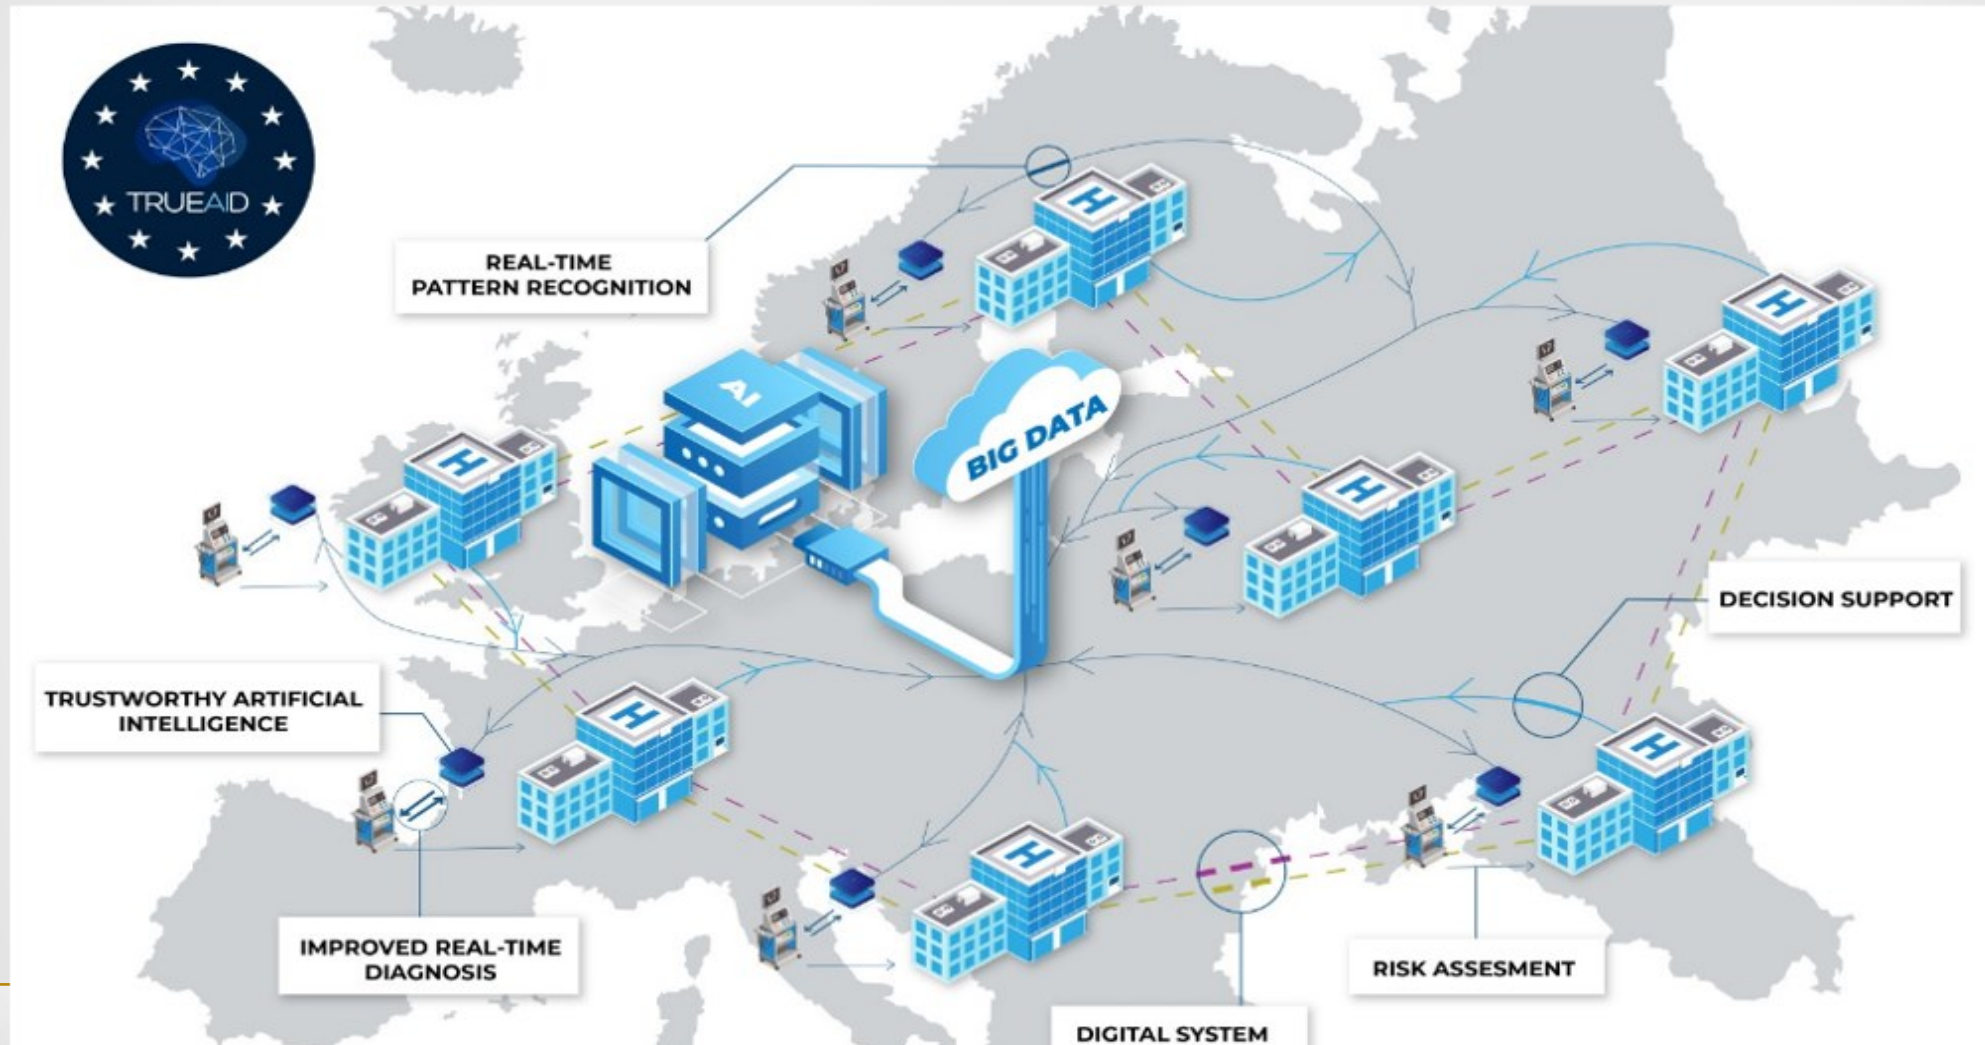 TRUEAID
REAL-TIME
PATTERN RECOGNITION
AI
BIG DATA
H
H
H
H
H
H
H
DECISION SUPPORT
TRUSTWORTHY ARTIFICIAL
INTELLIGENCE
IMPROVED REAL-TIME
DIAGNOSIS
RISK ASSESMENT
DIGITAL SYSTEM